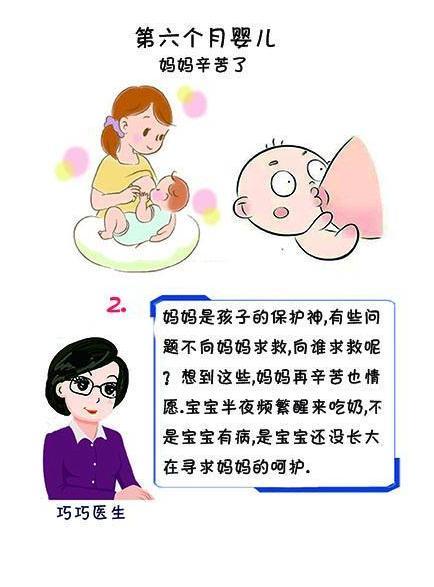 第六个月婴儿
妈妈辛苦了
2.
妈妈是孩子的保护神,有些问
题不向妈妈求救,向谁求救呢
？想到这些,妈妈再辛苦也情
愿.宝宝半夜频繁醒来吃奶,不
是宝宝有病,是宝宝还没长大
在寻求妈妈的呵护.
巧巧医生